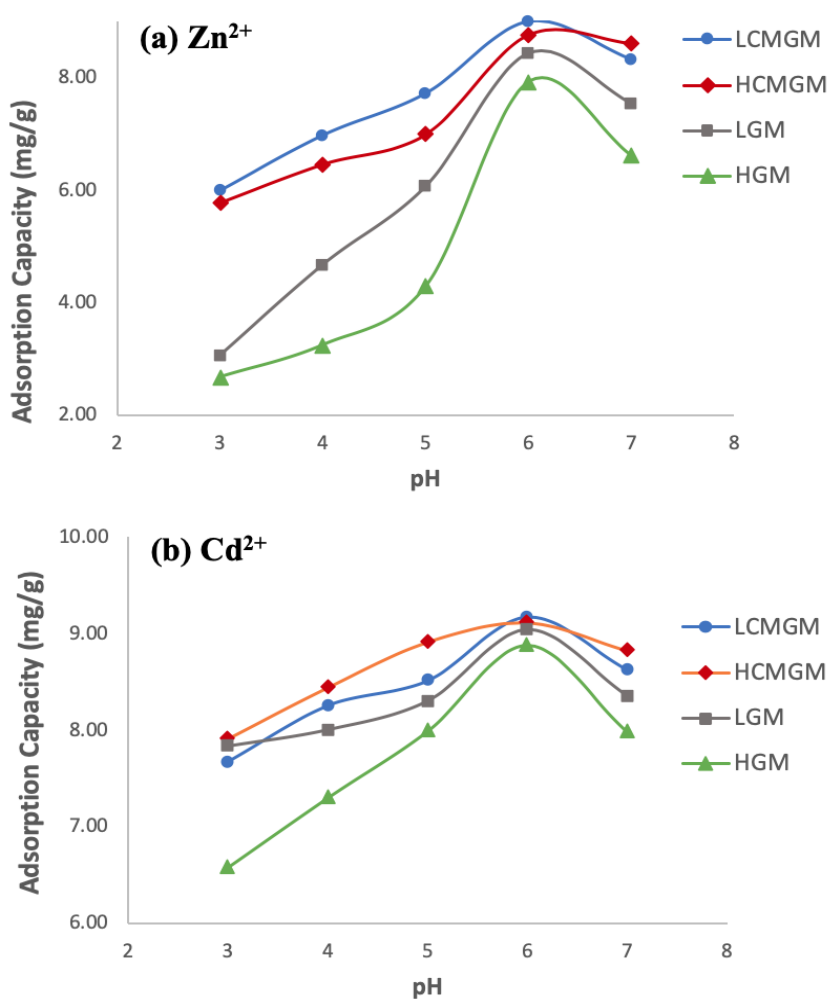 (a) Zn²⁺
Adsorption Capacity (mg/g)
8.00
6.00
4.00
2.00
2 3 4 5 6 7 8
pH
LCMGM
HCMGM
LGM
HGM
(b) Cd²⁺
Adsorption Capacity (mg/g)
10.00
9.00
8.00
7.00
6.00
2 3 4 5 6 7 8
pH
LCMGM
HCMGM
LGM
HGM